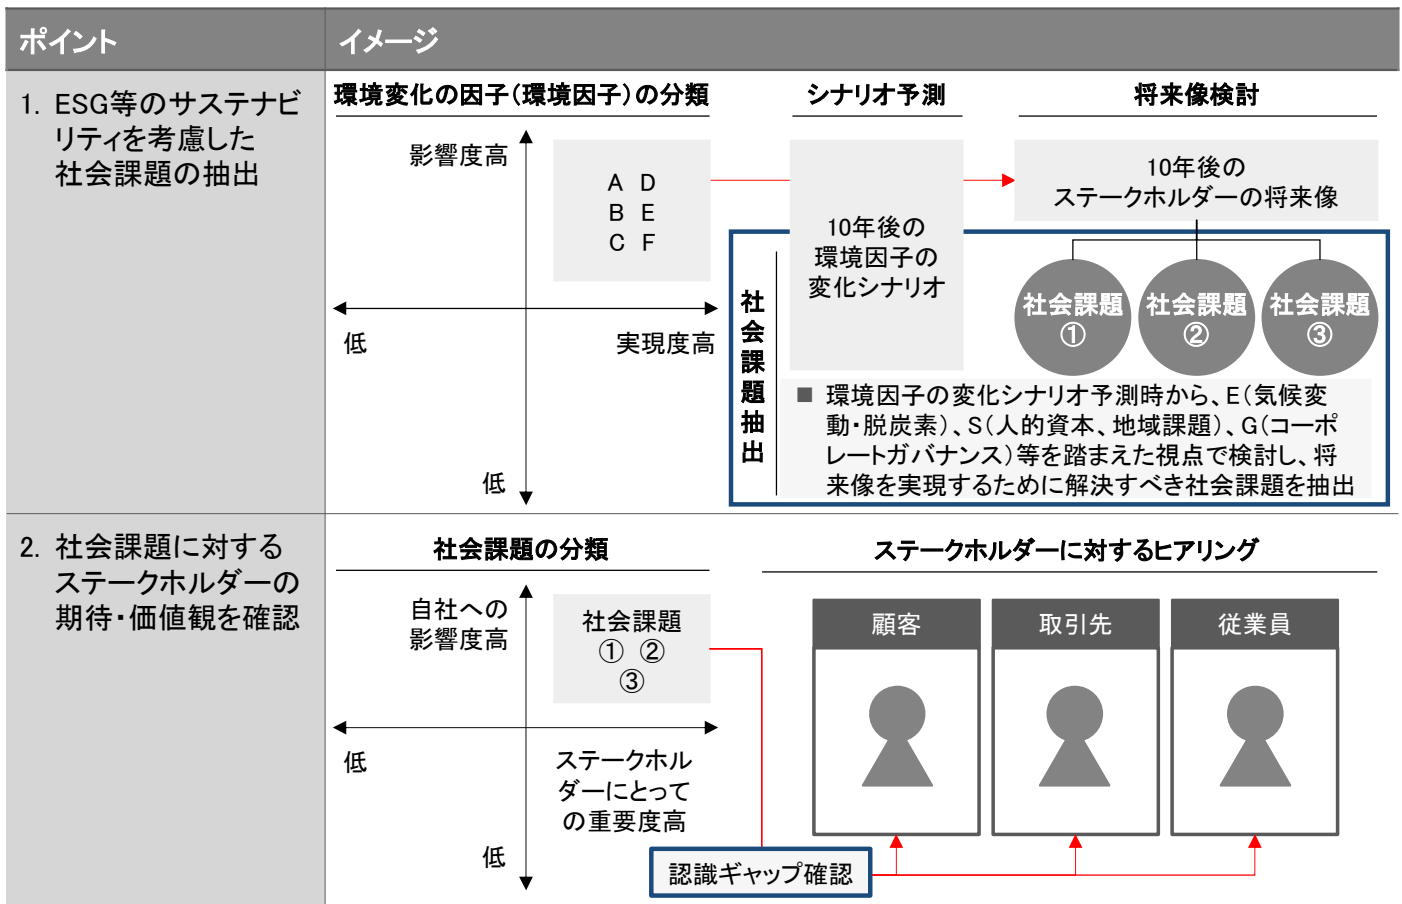 ポイント
イメージ
1. ESG等のサステナビ
リティを考慮した
社会課題の抽出
環境変化の因子（環境因子）の分類
影響度高
A D
B E
C F
低
実現度高
低
シナリオ予測
10年後の
環境因子の
変化シナリオ
将来像検討
10年後の
ステークホルダーの将来像
社会課題
①
社会課題
②
社会課題
③
社会課題抽出
■ 環境因子の変化シナリオ予測時から、E（気候変
動・脱炭素）、S（人的資本、地域課題）、G（コーポ
レートガバナンス）等を踏まえた視点で検討し、将
来像を実現するために解決すべき社会課題を抽出
2. 社会課題に対する
ステークホルダーの
期待・価値観を確認
社会課題の分類
自社への
影響度高
社会課題
① ②
③
低
ステークホル
ダーにとって
の重要度高
低
認識ギャップ確認
ステークホルダーに対するヒアリング
顧客
取引先
従業員